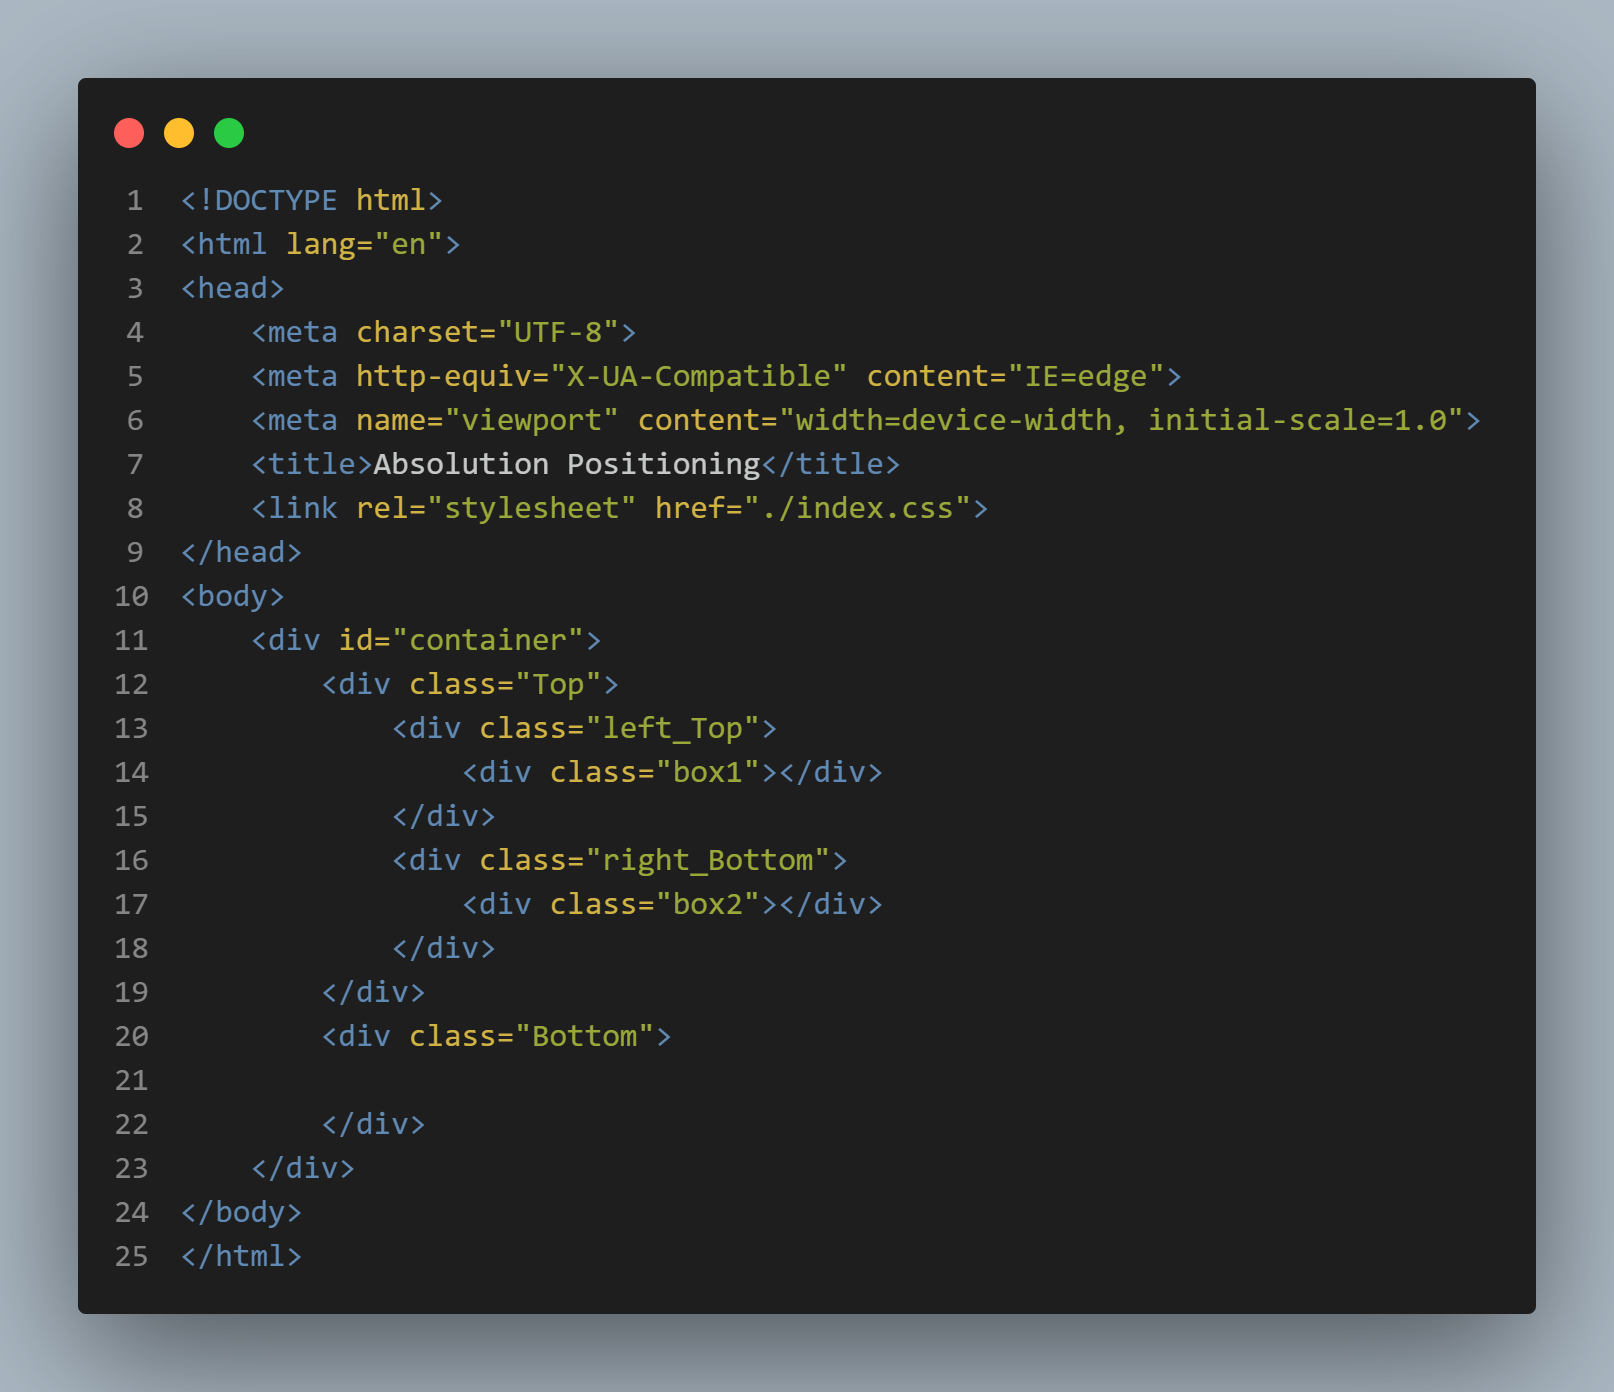 1 <!DOCTYPE html>
2 <html lang="en">
3 <head>
4     <meta charset="UTF-8">
5     <meta http-equiv="X-UA-Compatible" content="IE=edge">
6     <meta name="viewport" content="width=device-width, initial-scale=1.0">
7     <title>Absolution Positioning</title>
8     <link rel="stylesheet" href="./index.css">
9 </head>
10 <body>
11     <div id="container">
12         <div class="Top">
13             <div class="left_Top">
14                 <div class="box1"></div>
15             </div>
16             <div class="right_Bottom">
17                 <div class="box2"></div>
18             </div>
19         </div>
20         <div class="Bottom">
21
22         </div>
23     </div>
24 </body>
25 </html>